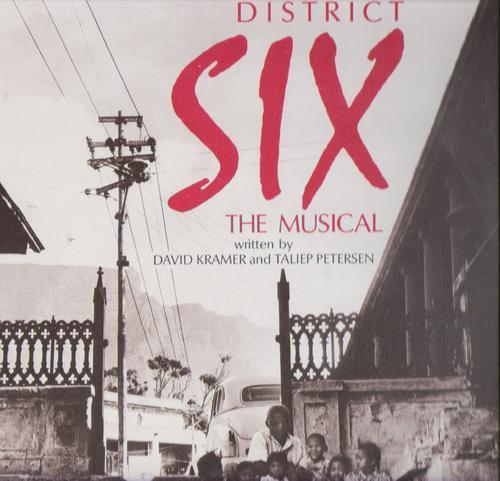 DISTRICT
SIX
THE MUSICAL
written by
DAVID KRAMER and TALIEP PETERSEN